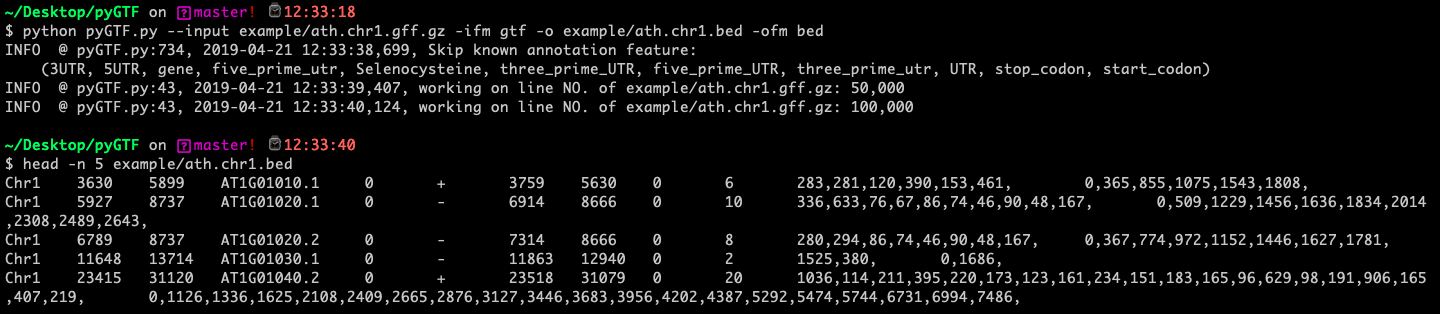 ~/Desktop/pyGTF on master! 12:33:18
$ python pyGTF.py --input example/ath.chr1.gff.gz -ifm gtf -o example/ath.chr1.bed -ofm bed
INFO  @ pyGTF.py:734, 2019-04-21 12:33:38,699, Skip known annotation feature:
    (3UTR, 5UTR, gene, five_prime_utr, Selenocysteine, three_prime_UTR, five_prime_UTR, three_prime_utr, UTR, stop_codon, start_codon)
INFO  @ pyGTF.py:43, 2019-04-21 12:33:39,407, working on line NO. of example/ath.chr1.gff.gz: 50,000
INFO  @ pyGTF.py:43, 2019-04-21 12:33:40,124, working on line NO. of example/ath.chr1.gff.gz: 100,000
~/Desktop/pyGTF on master! 12:33:40
$ head -n 5 example/ath.chr1.bed
Chr1    3630    5899    AT1G01010.1     0       +       3759    5630    0       6       283,281,120,390,153,461,        0,365,855,1075,1543,1808,
Chr1    5927    8737    AT1G01020.1     0       -       6914    8666    0       10      336,633,76,67,86,74,46,90,48,167,       0,509,1229,1456,1636,1834,2014
,2308,2489,2643,
Chr1    6789    8737    AT1G01020.2     0       -       7314    8666    0       8       280,294,86,74,46,90,48,167,     0,367,774,972,1152,1446,1627,1781,
Chr1    11648   13714   AT1G01030.1     0       -       11863   12940   0       2       1525,380,       0,1686,
Chr1    23415   31120   AT1G01040.2     0       +       23518   31079   0       20      1036,114,211,395,220,173,123,161,234,151,183,165,96,629,98,191,906,165
,407,219,       0,1126,1336,1625,2108,2409,2665,2876,3127,3446,3683,3956,4202,4387,5292,5474,5744,6731,6994,7486,